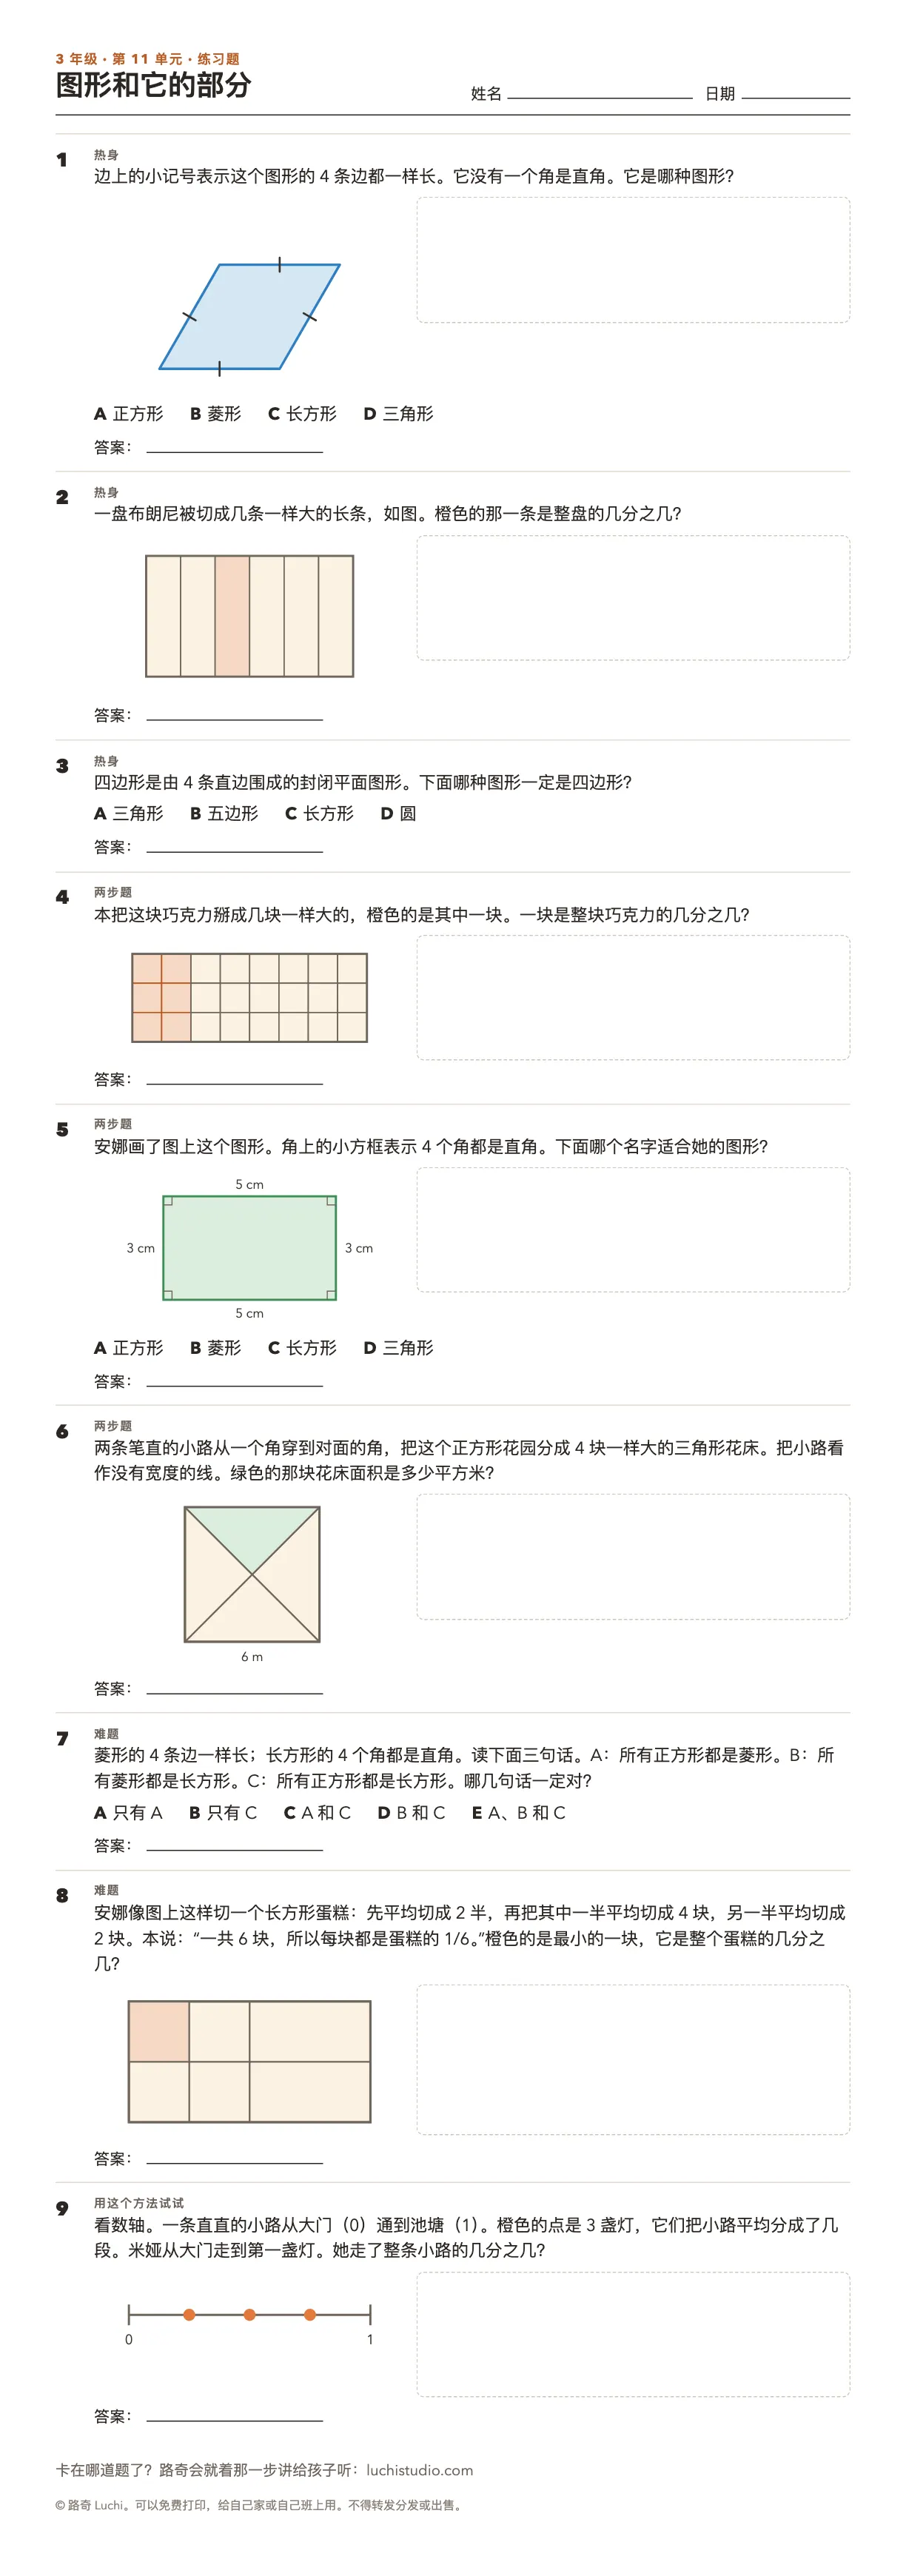 3 年级·第 11 单元·练习题
图形和它的部分
姓名 日期
1
热身
边上的小记号表示这个图形的 4 条边都一样长。它没有一个角是直角。它是哪种图形？
A 正方形 B 菱形 C 长方形 D 三角形
答案：
2
热身
一盘布朗尼被切成几条一样大的长条，如图。橙色的那一条是整盘的几分之几？
答案：
3
热身
四边形是由 4 条直边围成的封闭平面图形。下面哪种图形一定是四边形？
A 三角形 B 五边形 C 长方形 D 圆
答案：
4
两步题
本把这块巧克力掰成几块一样大的，橙色的是其中一块。一块是整块巧克力的几分之几？
答案：
5
两步题
安娜画了图上这个图形。角上的小方框表示 4 个角都是直角。下面哪个名字适合她的图形？
5 cm
3 cm 3 cm
5 cm
A 正方形 B 菱形 C 长方形 D 三角形
答案：
6
两步题
两条笔直的小路从一个角穿到对面的角，把这个正方形花园分成 4 块一样大的三角形花床。把小路看
作没有宽度的线。绿色的那块花床面积是多少平方米？
6 m
答案：
7
难题
菱形的 4 条边一样长；长方形的 4 个角都是直角。读下面三句话。A：所有正方形都是菱形。B：所
有菱形都是长方形。C：所有正方形都是长方形。哪几句话一定对？
A 只有 A B 只有 C C A 和 C D B 和 C E A、B 和 C
答案：
8
难题
安娜像图上这样切一个长方形蛋糕：先平均切成 2 半，再把其中一半平均切成 4 块，另一半平均切成
2 块。本说：“一共 6 块，所以每块都是蛋糕的 1/6。”橙色的是最小的一块，它是整个蛋糕的几分之
几？
答案：
9
用这个方法试试
看数轴。一条直直的小路从大门（0）通到池塘（1）。橙色的点是 3 盏灯，它们把小路平均分成了几
段。米娅从大门走到第一盏灯。她走了整条小路的几分之几？
0 1
答案：
卡在哪道题了？路奇会就着那一步讲给孩子听：luchistudio.com
© 路奇 Luchi。可以免费打印，给自己家或自己班上用。不得转发分发或出售。